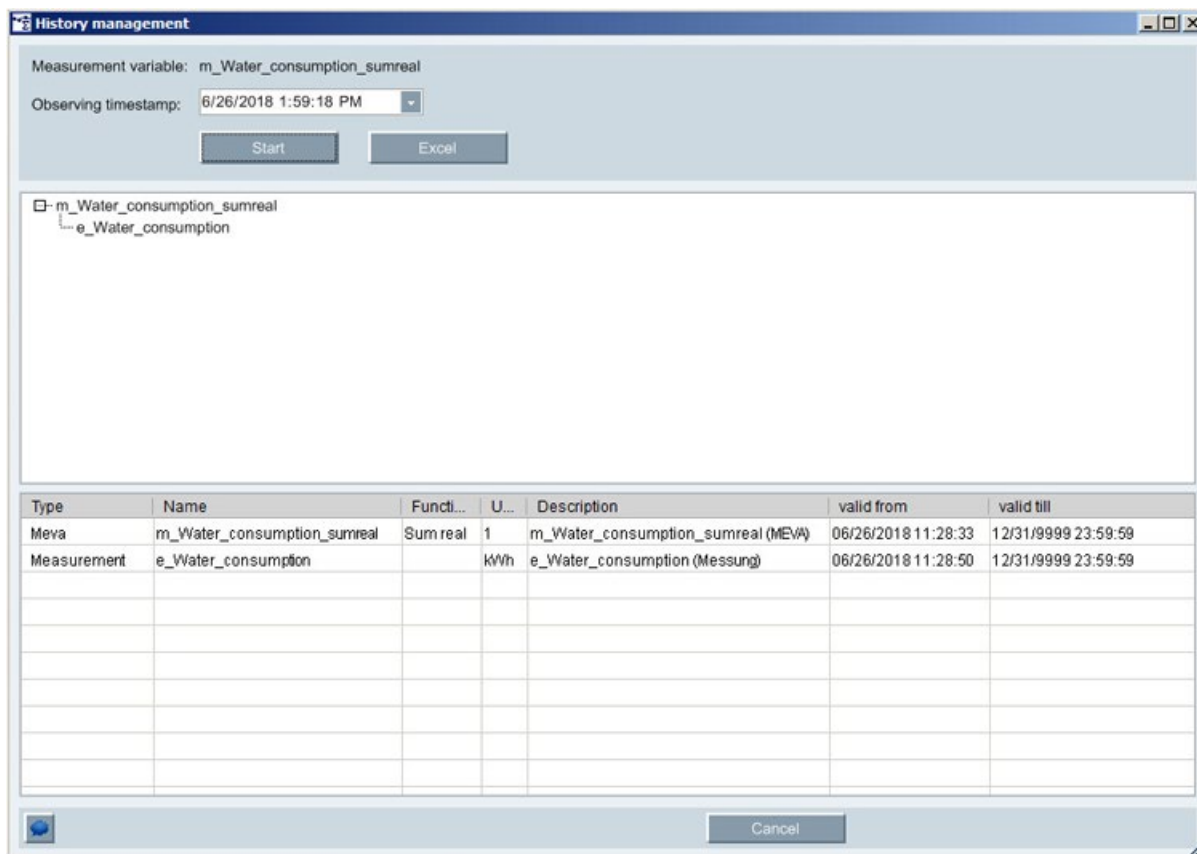 History management
Measurement variable: m_Water_consumption_sumreal
Observing timestamp: 6/26/2018 1:59:18 PM
Start Excel
m_Water_consumption_sumreal
e_Water_consumption
Type Name Functi... U... Description valid from valid till
Meva m_Water_consumption_sumreal Sum real 1 m_Water_consumption_sumreal (MEVA) 06/26/2018 11:28:33 12/31/9999 23:59:59
Measurement e_Water_consumption kWh e_Water_consumption (Messung) 06/26/2018 11:28:50 12/31/9999 23:59:59
Cancel